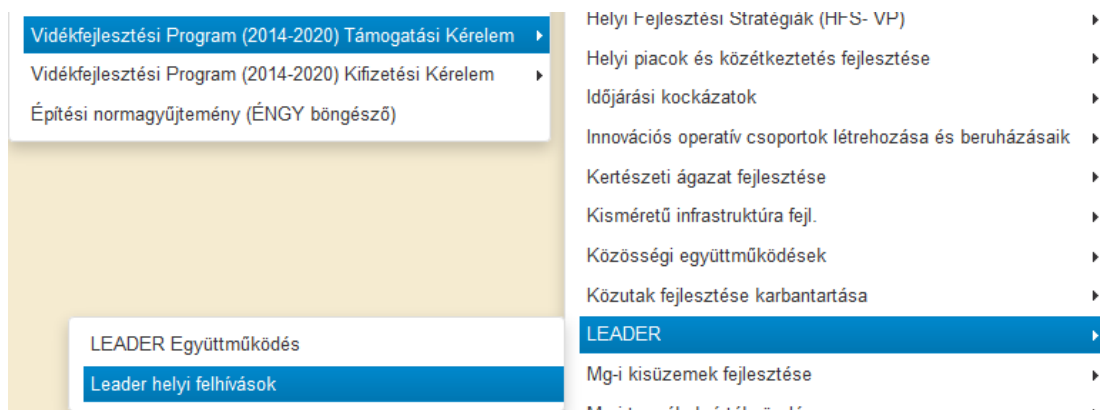 Vidékfejlesztési Program (2014-2020) Támogatási Kérelem
Vidékfejlesztési Program (2014-2020) Kifizetési Kérelem
Építési normagyűjtemény (ÉNGY böngésző)
Helyi Fejlesztési Stratégiák (HFS- VP)
Helyi piacok és közétkeztetés fejlesztése
Időjárási kockázatok
Innovációs operatív csoportok létrehozása és beruházásaik
Kertészeti ágazat fejlesztése
Kisméretű infrastruktúra fejl.
Közösségi együttműködések
Közutak fejlesztése karbantartása
LEADER
Mg-i kisüzemek fejlesztése
LEADER Együttműködés
Leader helyi felhívások